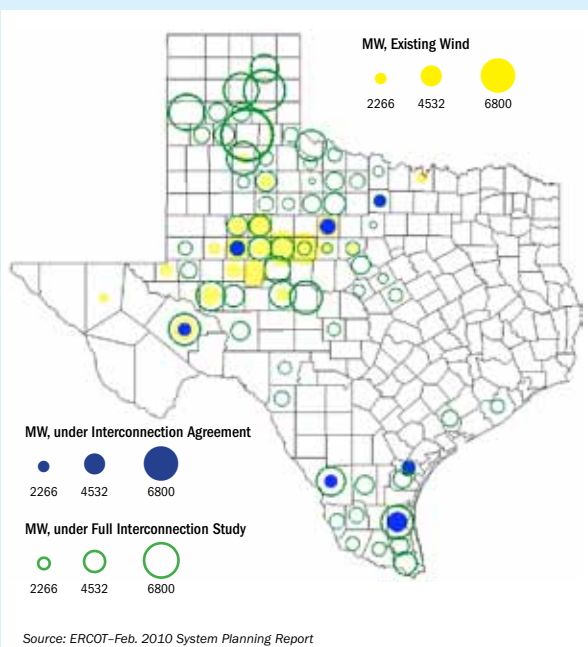 MW, Existing Wind
2266 4532 6800
MW, under Interconnection Agreement
2266 4532 6800
MW, under Full Interconnection Study
2266 4532 6800
Source: ERCOT–Feb. 2010 System Planning Report